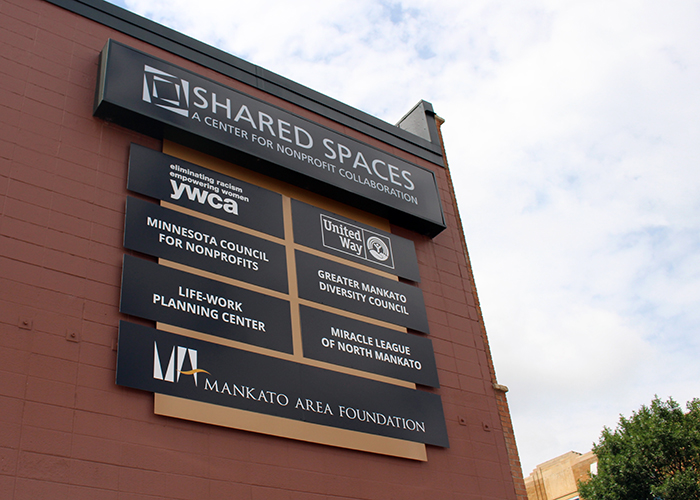 SHARED SPACES
A CENTER FOR NONPROFIT COLLABORATION
eliminating racism
empowering women
ywca
United
Way
MINNESOTA COUNCIL
FOR NONPROFITS
GREATER MANKATO
DIVERSITY COUNCIL
LIFE-WORK
PLANNING CENTER
MIRACLE LEAGUE
OF NORTH MANKATO
MA
MANKATO AREA FOUNDATION